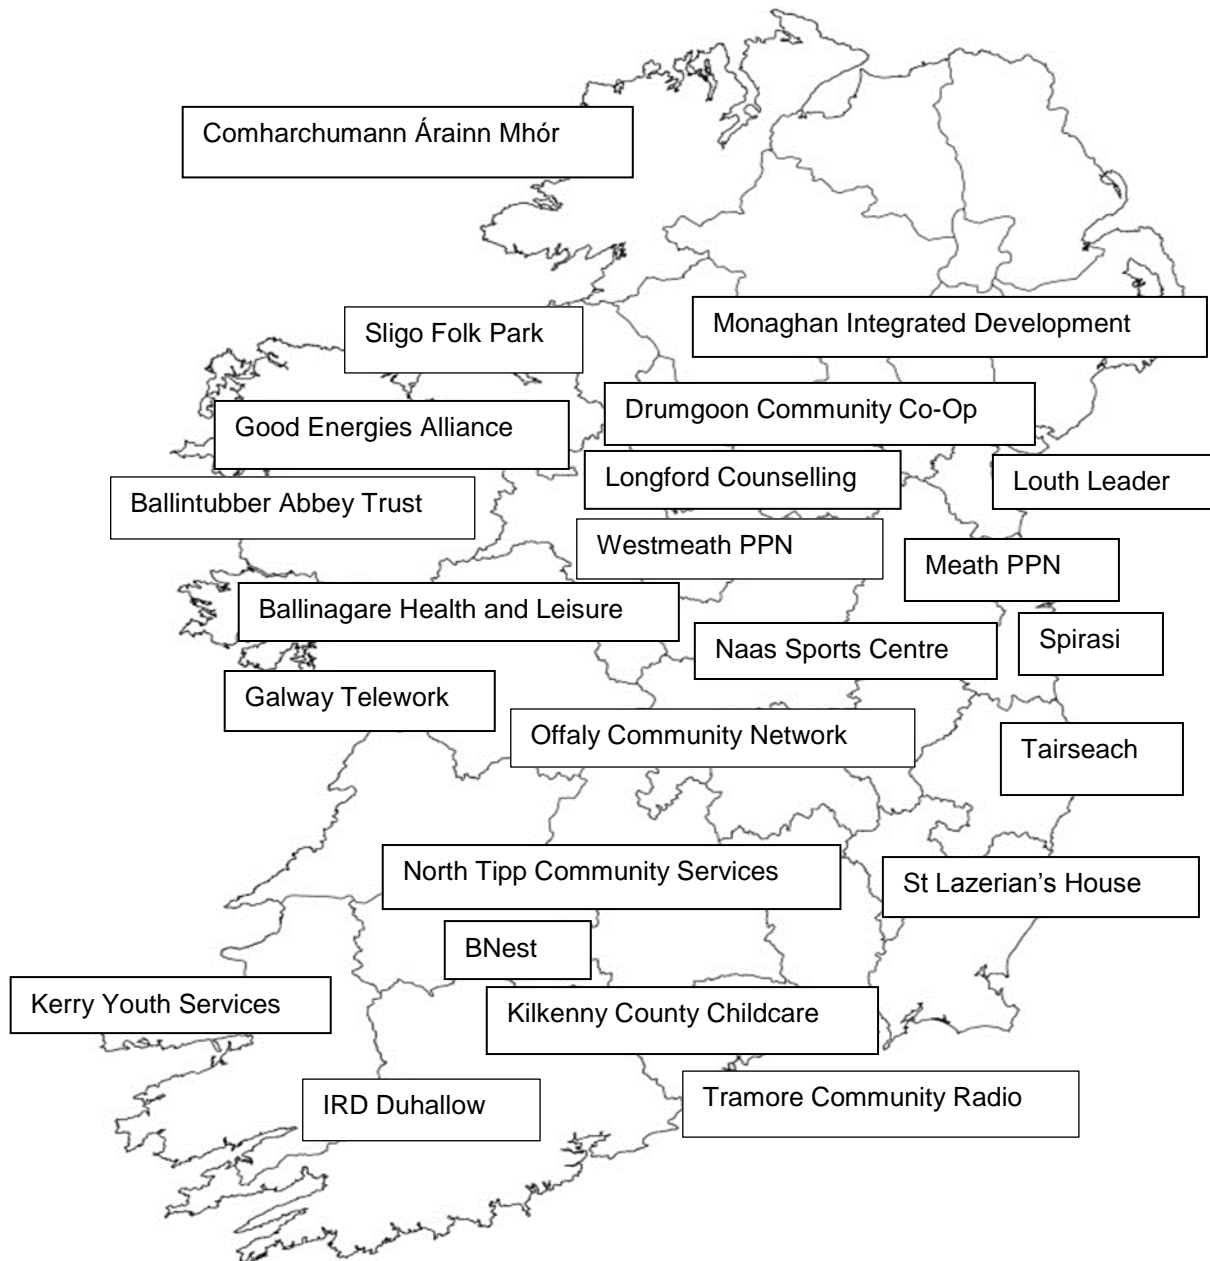 Comharchumann Árainn Mhór
Monaghan Integrated Development
Sligo Folk Park
Drumgoon Community Co-Op
Good Energies Alliance
Longford Counselling
Louth Leader
Ballintubber Abbey Trust
Westmeath PPN
Meath PPN
Ballinagare Health and Leisure
Spirasi
Naas Sports Centre
Galway Telework
Offaly Community Network
Tairseach
North Tipp Community Services
St Lazerian’s House
BNest
Kerry Youth Services
Kilkenny County Childcare
IRD Duhallow
Tramore Community Radio